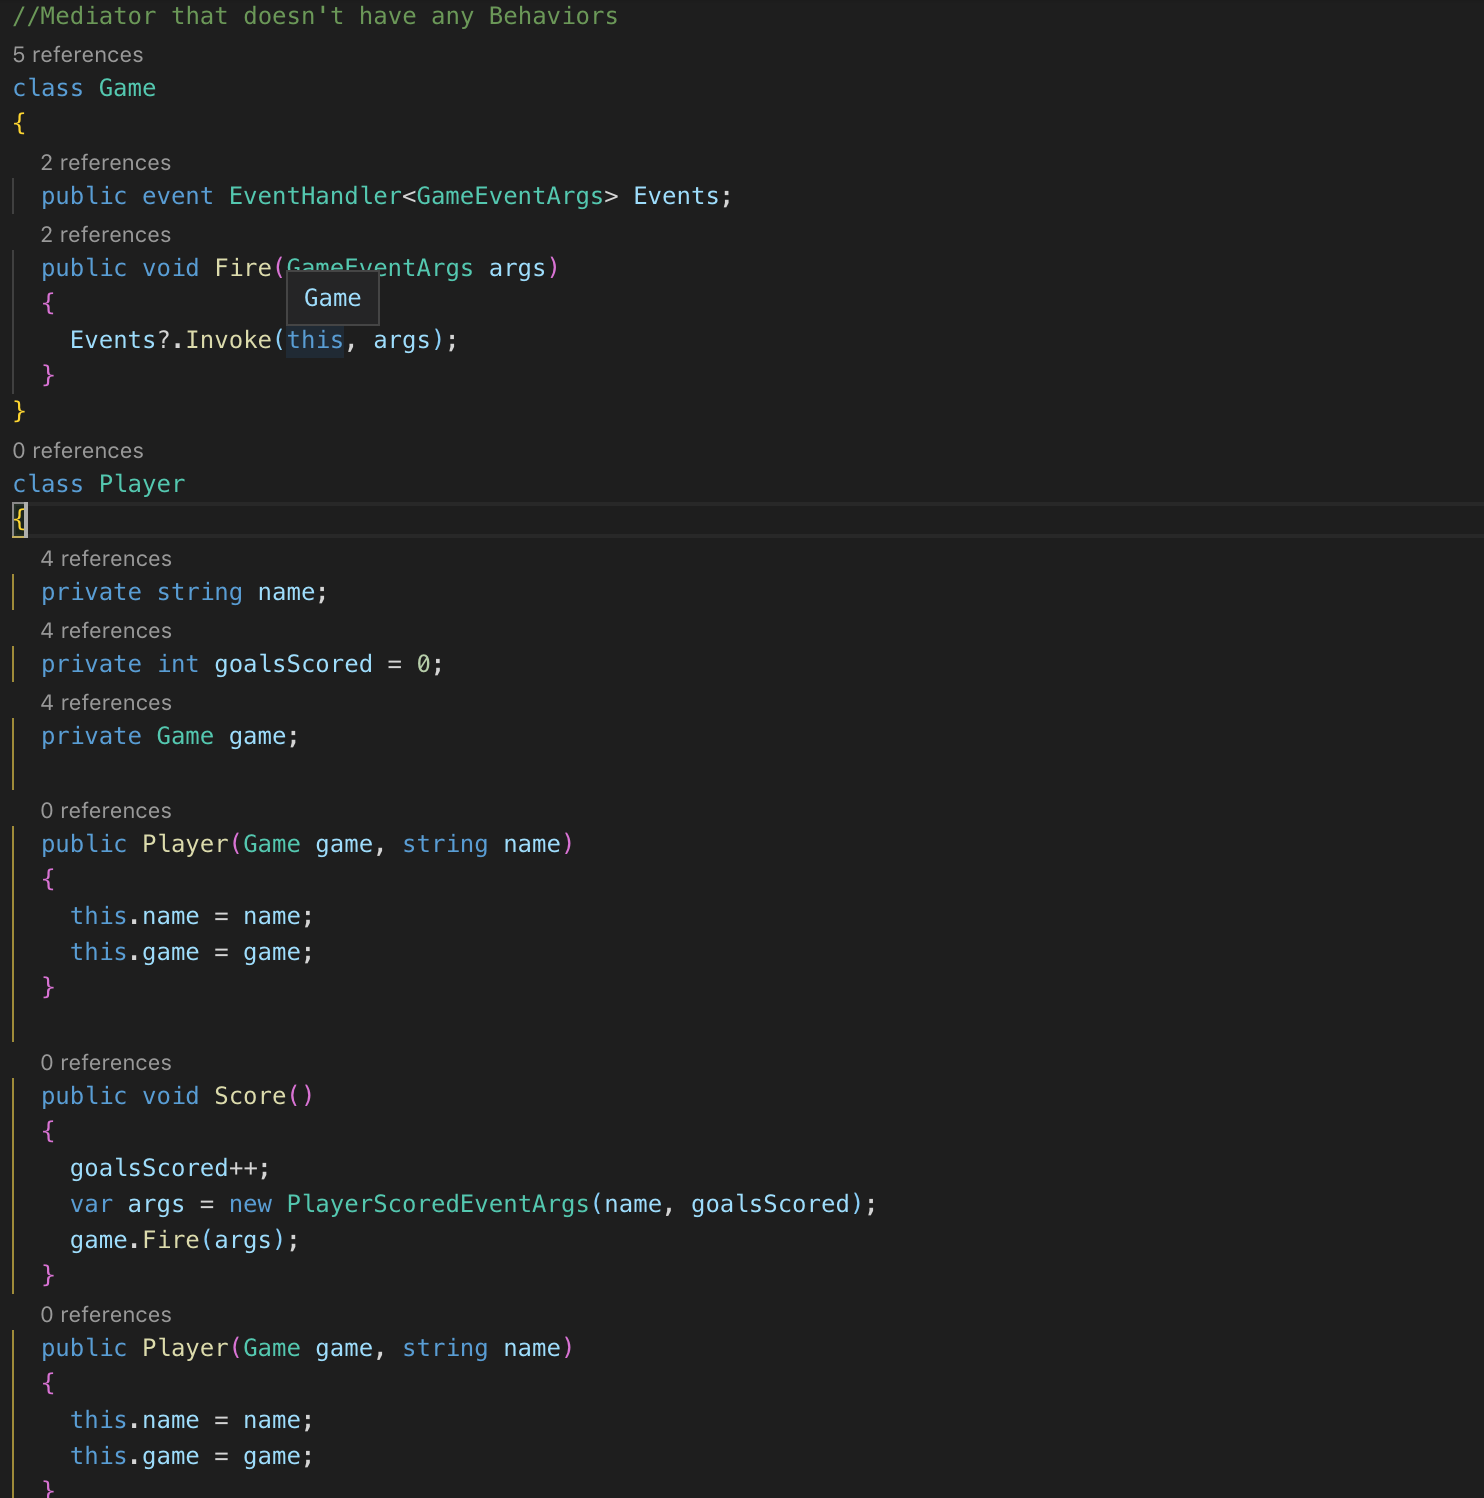 //Mediator that doesn't have any Behaviors
5 references
class Game
{
2 references
public event EventHandler<GameEventArgs> Events;
2 references
public void Fire(GameEventArgs args)
{
Game
Events?.Invoke(this, args);
}
}
0 references
class Player
{
4 references
private string name;
4 references
private int goalsScored = 0;
4 references
private Game game;
0 references
public Player(Game game, string name)
{
this.name = name;
this.game = game;
}
0 references
public void Score()
{
goalsScored++;
var args = new PlayerScoredEventArgs(name, goalsScored);
game.Fire(args);
}
0 references
public Player(Game game, string name)
{
this.name = name;
this.game = game;
}